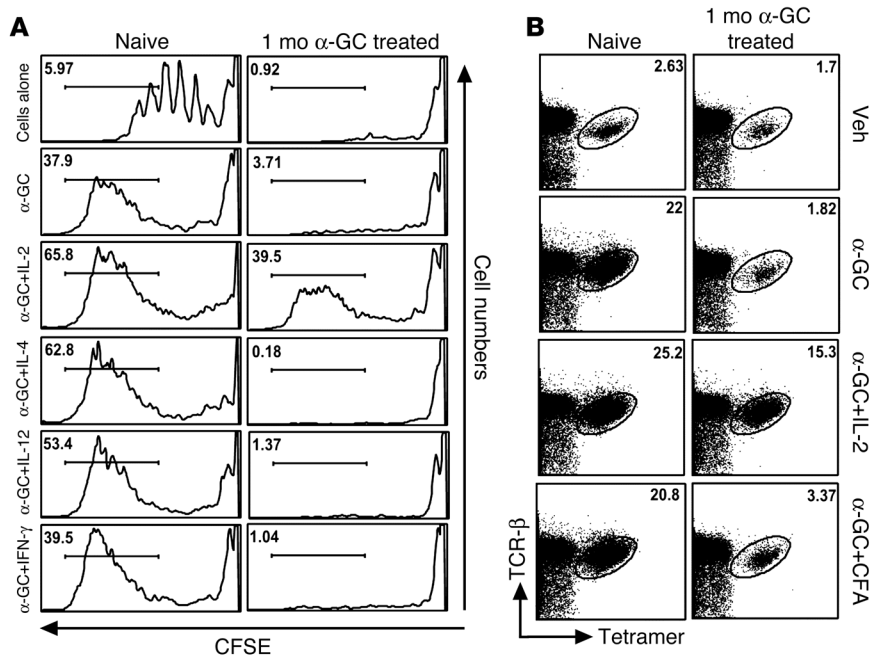 A
Naive
1 mo α-GC treated
Cells alone
5.97
0.92
α-GC
37.9
3.71
α-GC+IL-2
65.8
39.5
α-GC+IL-4
62.8
0.18
α-GC+IL-12
53.4
1.37
α-GC+IFN-γ
39.5
1.04
Cell numbers
CFSE
B
Naive
1 mo α-GC
treated
2.63
1.7
Veh
22
1.82
α-GC
25.2
15.3
α-GC+IL-2
20.8
3.37
α-GC+CFA
TCR-β
Tetramer